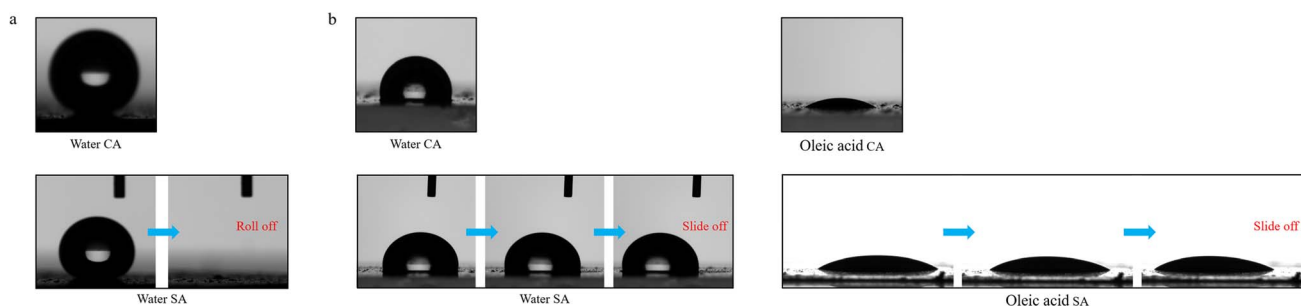 a
b
Water CA
Water CA
Oleic acid CA
Roll off
Slide off
Slide off
Water SA
Water SA
Oleic acid SA